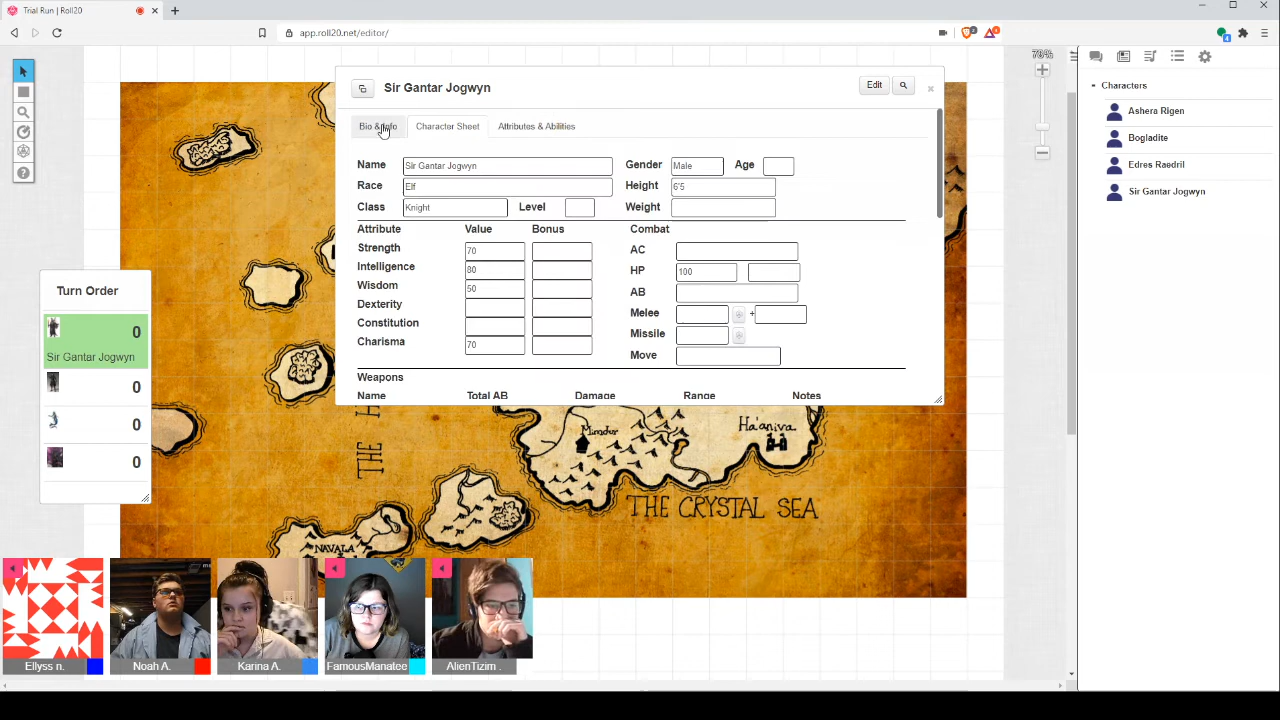 Trial Run | Roll20
app.roll20.net/editor/
Sir Gantar Jogwyn
Edit
Bio & Info
Character Sheet
Attributes & Abilities
Name Sir Gantar Jogwyn Gender Male Age
Race Elf Height 6'5
Class Knight Level Weight
Attribute Value Bonus Combat
Strength 70 AC
Intelligence 80 HP 100
Wisdom 50 AB
Dexterity Melee +
Constitution Missile
Charisma 70 Move
Weapons
Name Total AB Damage Range Notes
78%
Characters
Ashera Rigen
Bogladite
Edres Raedril
Sir Gantar Jogwyn
Turn Order
0
Sir Gantar Jogwyn
0
0
0
THE
Miradur
Ha'aniva
THE CRYSTAL SEA
NAVALA
Ellyss n.
Noah A.
Karina A.
FamousManatee
AlienTizim .